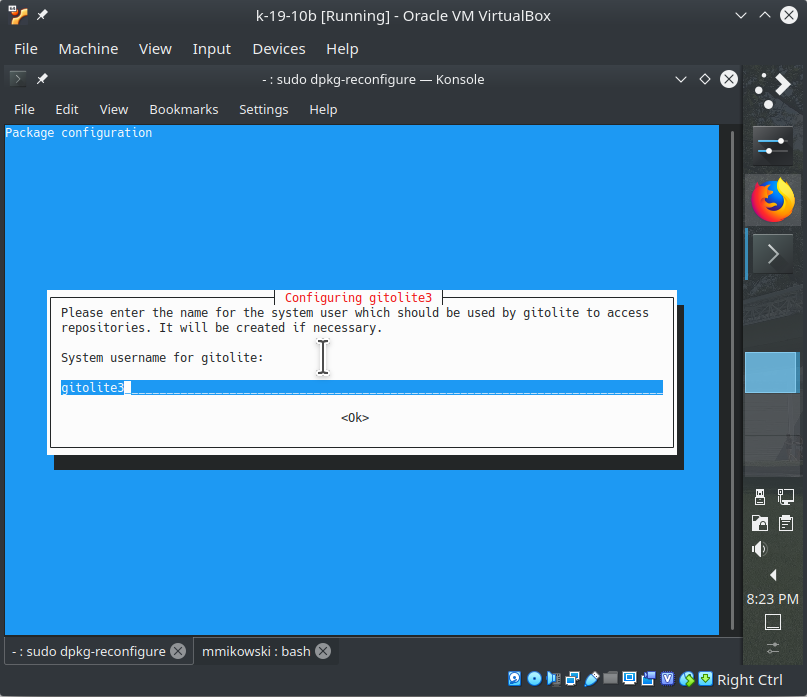 k-19-10b [Running] - Oracle VM VirtualBox
File Machine View Input Devices Help
- : sudo dpkg-reconfigure — Konsole
File Edit View Bookmarks Settings Help
Package configuration
Configuring gitolite3
Please enter the name for the system user which should be used by gitolite to access
repositories. It will be created if necessary.
System username for gitolite:
gitolite3
<Ok>
8:23 PM
- : sudo dpkg-reconfigure
mmikowski : bash
Right Ctrl